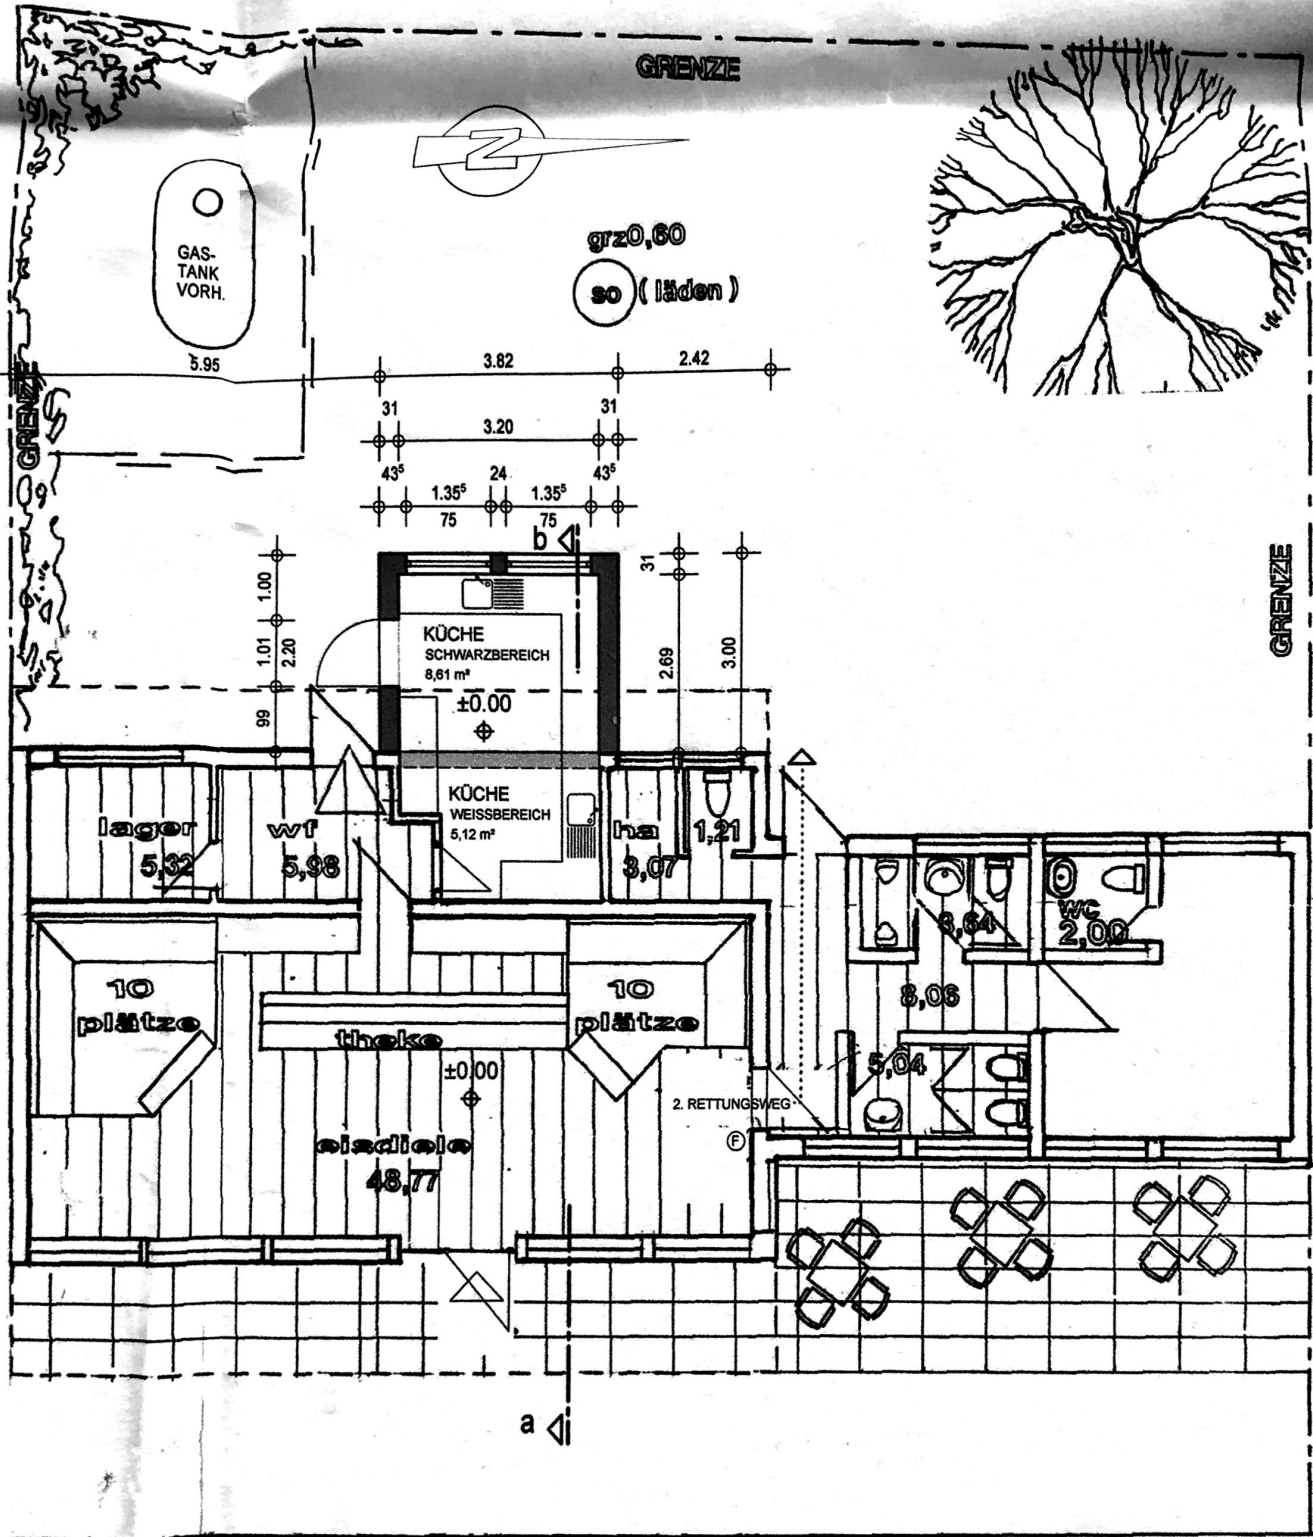 GRENZE
N
GAS-
TANK
VORH.
grz0,60
so ( läden )
5.95
3.82
2.42
GRENZE
31
31
3.20
43⁵
24
43⁵
1.35⁵
1.35⁵
75
75
b
31
1.00
1.01
2.20
99
2.69
3.00
GRENZE
KÜCHE
SCHWARZBEREICH
8,61 m²
±0.00
KÜCHE
WEISSBEREICH
5,12 m²
lager
5,32
wf
5,98
ha
3,07
1,21
3,64
wc
2,00
8,06
5,04
10
plätze
10
plätze
theke
±0.00
2. RETTUNGSWEG
F
eisdiele
48,77
a